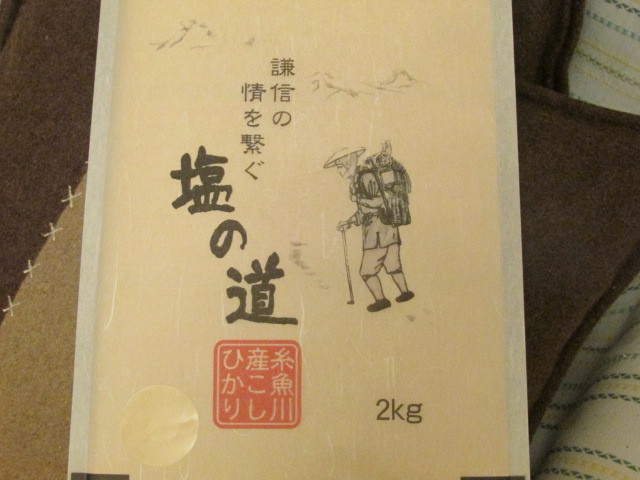 謙信の
情を繋ぐ
塩の道
糸魚川
産こし
ひかり
2kg